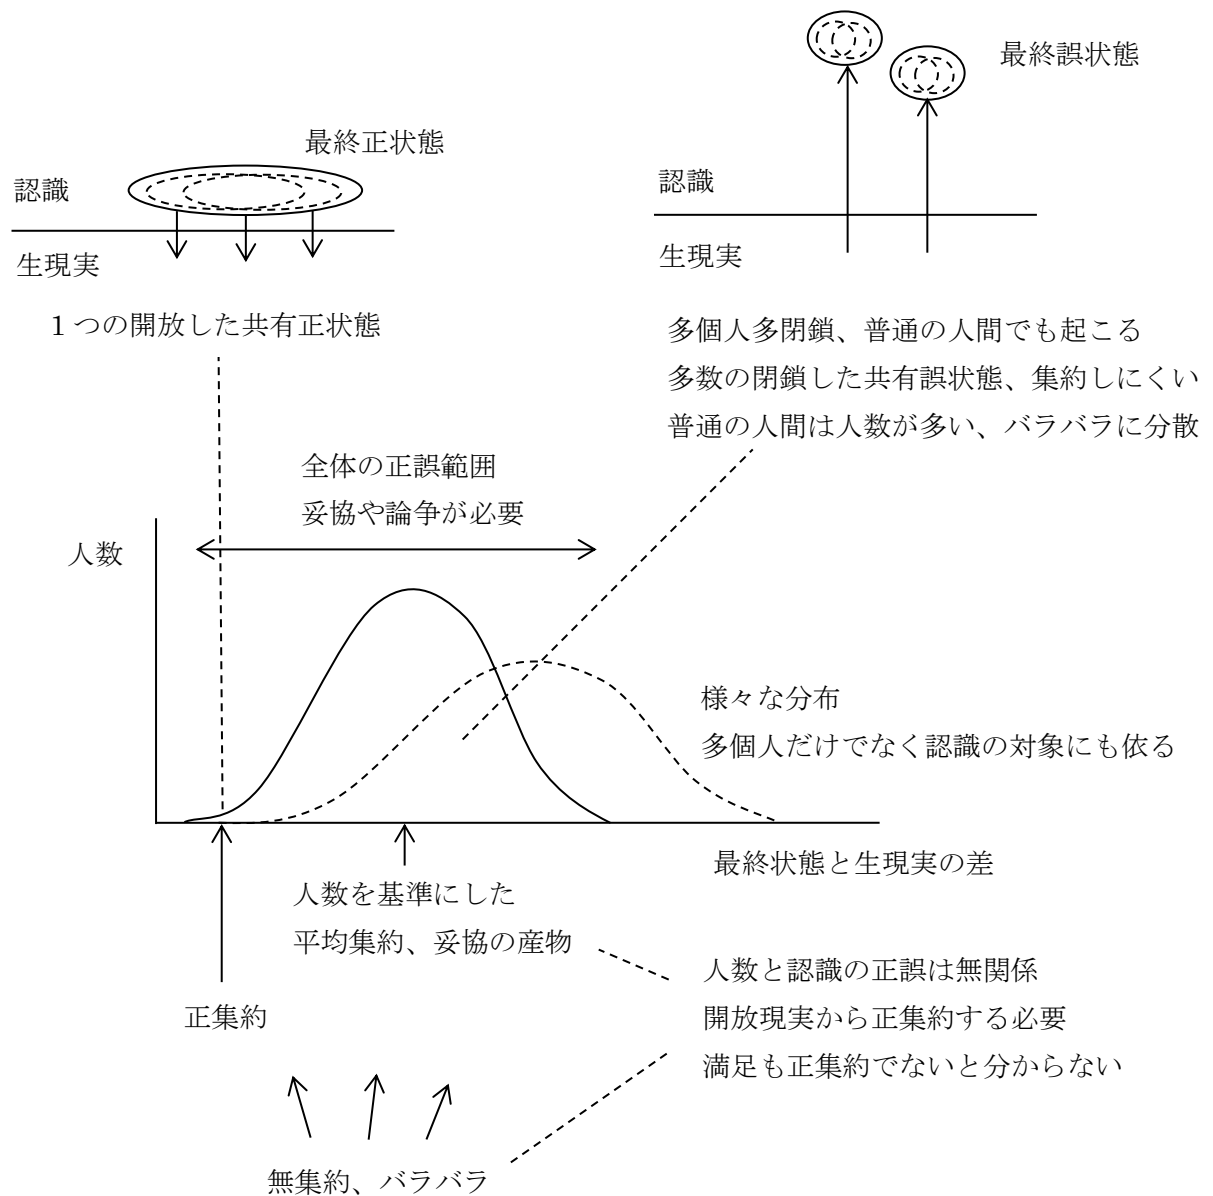 最終誤状態
最終正状態
認識
認識
生現実
生現実
1つの開放した共有正状態
多個人多閉鎖、普通の人間でも起こる
多数の閉鎖した共有誤状態、集約しにくい
普通の人間は人数が多い、バラバラに分散
全体の正誤範囲
妥協や論争が必要
人数
様々な分布
多個人だけでなく認識の対象にも依る
最終状態と生現実の差
人数を基準にした
平均集約、妥協の産物
人数と認識の正誤は無関係
開放現実から正集約する必要
満足も正集約でないと分からない
正集約
無集約、バラバラ